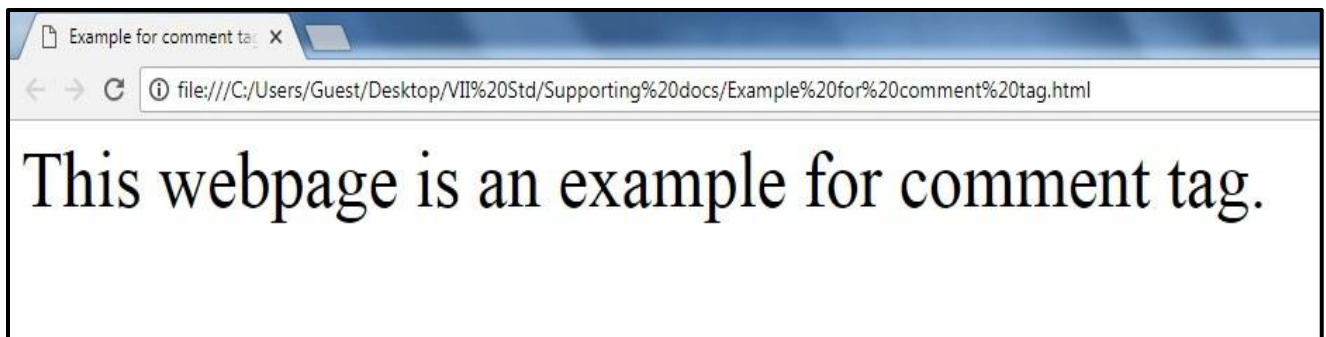 Example for comment ta
file:///C:/Users/Guest/Desktop/VII%20Std/Supporting%20docs/Example%20for%20comment%20tag.html
This webpage is an example for comment tag.